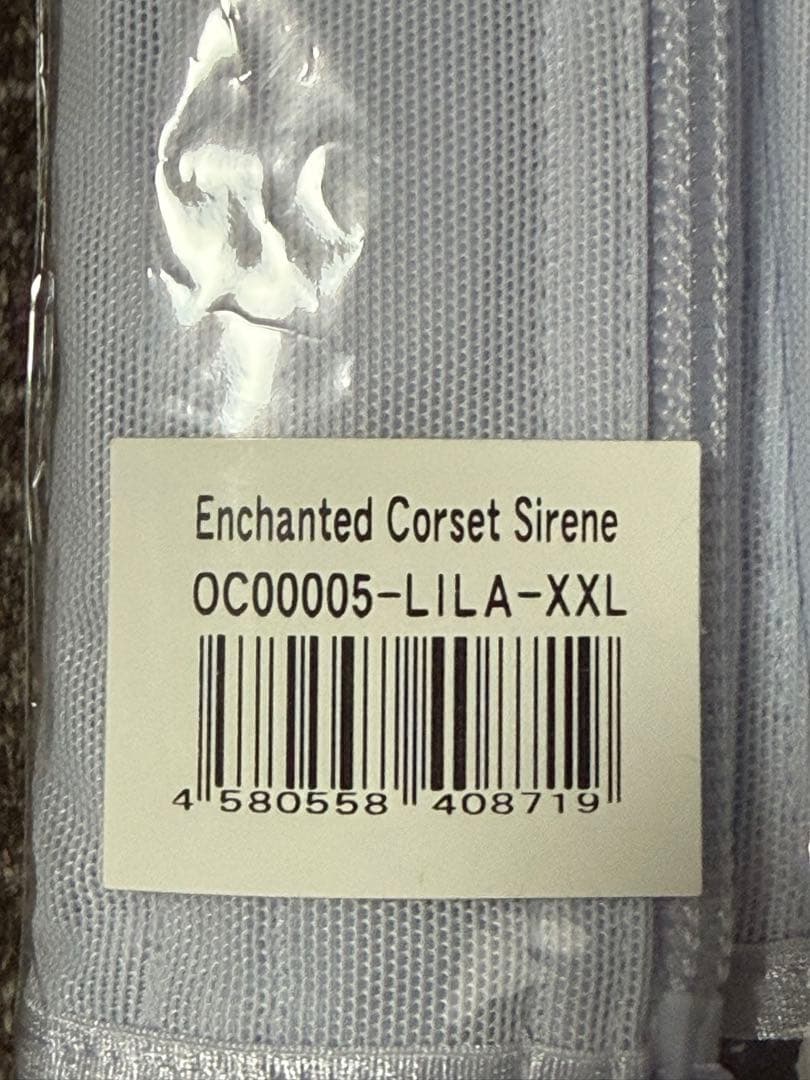 Enchanted Corset Sirene
OC00005-LILA-XXL
4 580558 408719